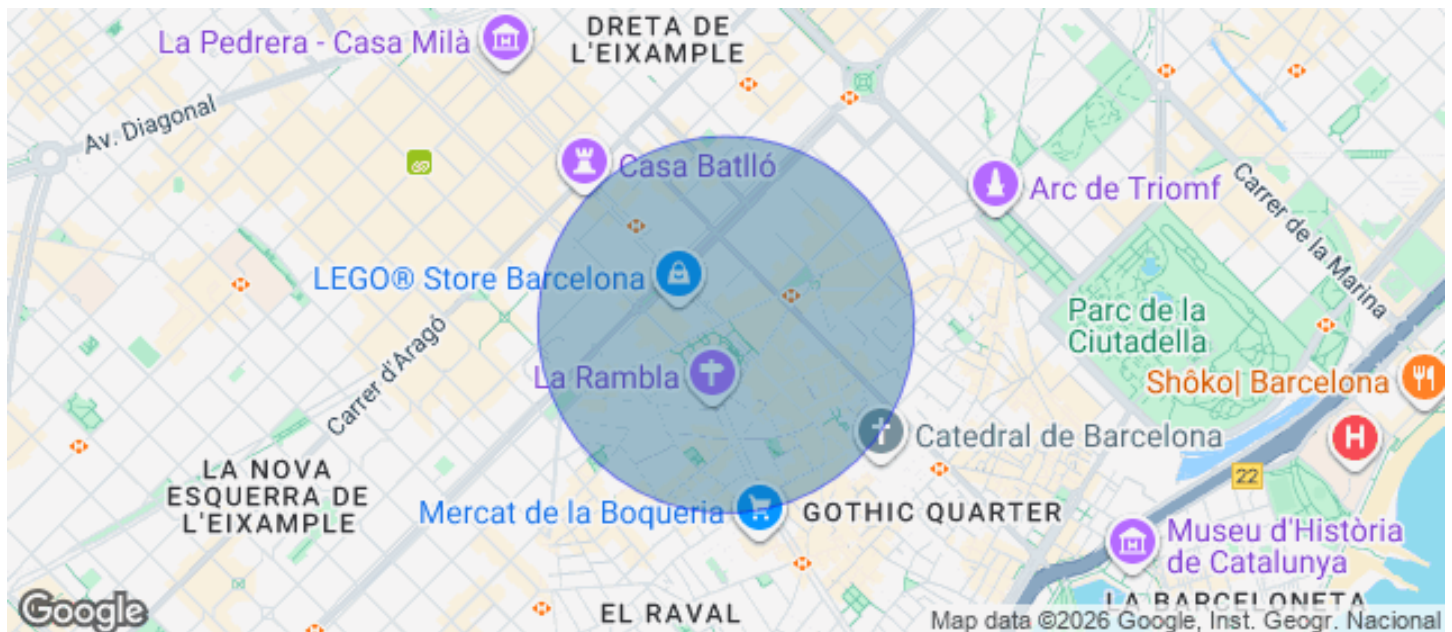 DRETA DE
L'EIXAMPLE
La Pedrera - Casa Milà
Av. Diagonal
Casa Batlló
Arc de Triomf
Carrer de la Marina
LEGO® Store Barcelona
Parc de la
Ciutadella
Carrer d'Aragó
La Rambla
Shôko| Barcelona
H
Catedral de Barcelona
LA NOVA
ESQUERRA DE
L'EIXAMPLE
22
Mercat de la Boqueria
GOTHIC QUARTER
Museu d'Història
de Catalunya
LA BARCELONETA
EL RAVAL
Google
Map data ©2026 Google, Inst. Geogr. Nacional